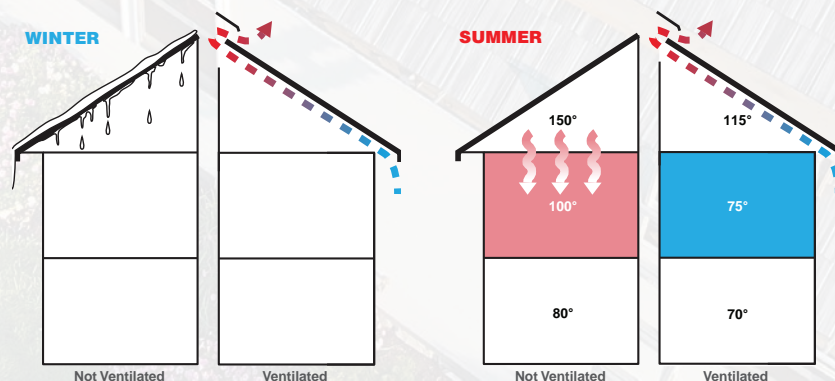 WINTER
SUMMER
150°
115°
100°
75°
80°
70°
Not Ventilated
Ventilated
Not Ventilated
Ventilated